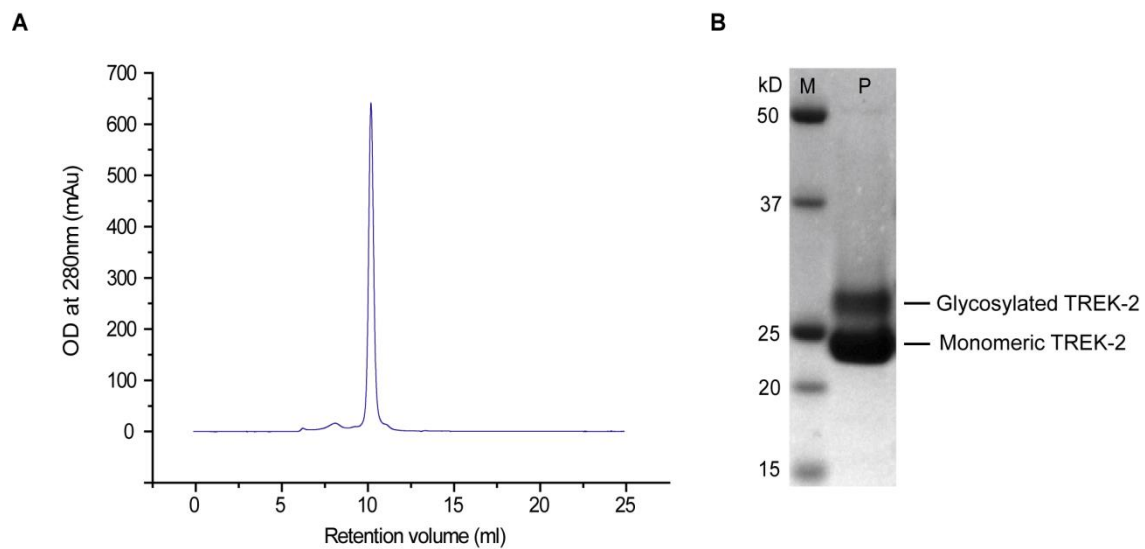 A
OD at 280nm (mAu)
700
600
500
400
300
200
100
0
0 5 10 15 20 25
Retention volume (ml)
B
kD M P
50
37
25
20
15
Glycosylated TREK-2
Monomeric TREK-2